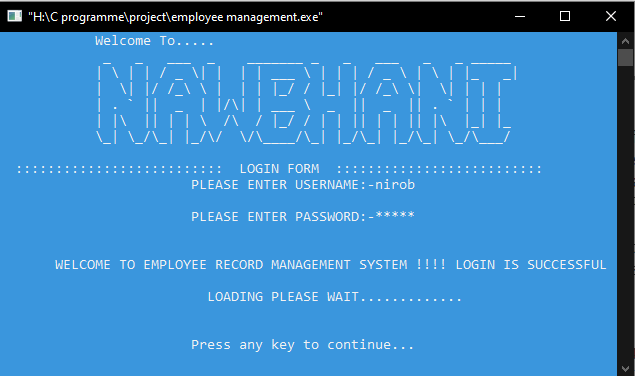 "H:\C programme\project\employee management.exe"
Welcome To.....
NAWBHANI
:::::::::::::::::::::::::: LOGIN FORM ::::::::::::::::::::::::::
PLEASE ENTER USERNAME:-nirob
PLEASE ENTER PASSWORD:-*****
WELCOME TO EMPLOYEE RECORD MANAGEMENT SYSTEM !!!! LOGIN IS SUCCESSFUL
LOADING PLEASE WAIT.............
Press any key to continue...